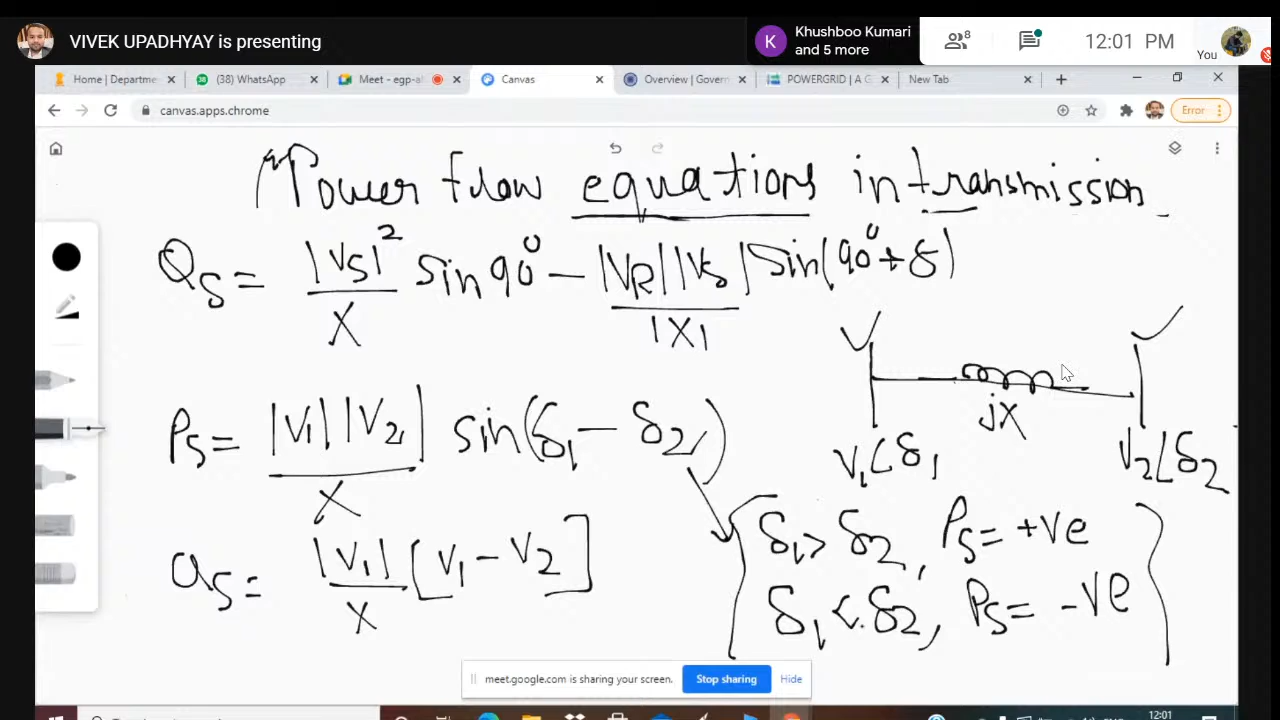 VIVEK UPADHYAY is presenting
K
Khushboo Kumari
and 5 more
8
12:01 PM
You
Home | Departme
(38) WhatsApp
Meet - egp-a
Canvas
Overview | Govern
POWERGRID | A G
New Tab
canvas.apps.chrome
Error
Power flow equations in transmission
Qs = |Vs|²/X sin 90° − |VR||Vs|/|X| sin(90°+δ)
Ps = |V1||V2|/X sin(δ1 − δ2)
jX
V1∠δ1
V2∠δ2
Qs = |V1|/X [V1 − V2]
δ1 > δ2, Ps = +ve
δ1 < δ2, Ps = −ve
meet.google.com is sharing your screen.
Stop sharing
Hide
12:01